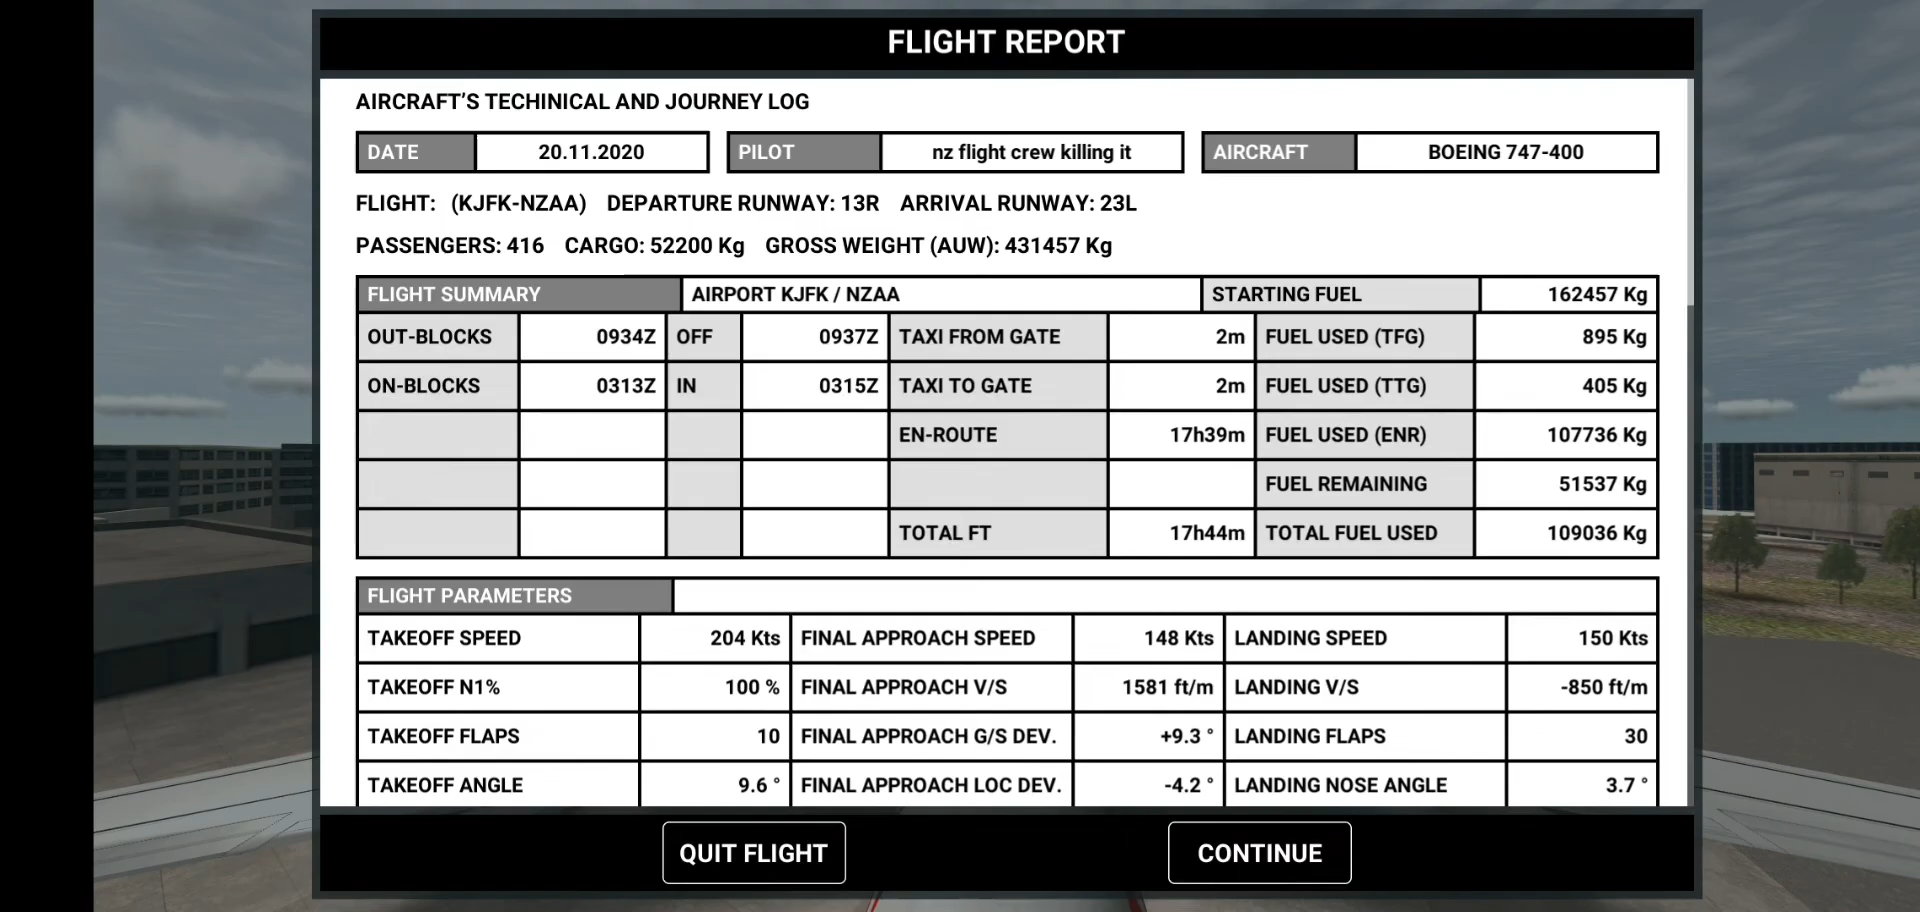 FLIGHT REPORT
AIRCRAFT'S TECHINICAL AND JOURNEY LOG
DATE 20.11.2020 PILOT nz flight crew killing it AIRCRAFT BOEING 747-400
FLIGHT: (KJFK-NZAA) DEPARTURE RUNWAY: 13R ARRIVAL RUNWAY: 23L
PASSENGERS: 416 CARGO: 52200 Kg GROSS WEIGHT (AUW): 431457 Kg
FLIGHT SUMMARY AIRPORT KJFK / NZAA STARTING FUEL 162457 Kg
OUT-BLOCKS 0934Z OFF 0937Z TAXI FROM GATE 2m FUEL USED (TFG) 895 Kg
ON-BLOCKS 0313Z IN 0315Z TAXI TO GATE 2m FUEL USED (TTG) 405 Kg
EN-ROUTE 17h39m FUEL USED (ENR) 107736 Kg
FUEL REMAINING 51537 Kg
TOTAL FT 17h44m TOTAL FUEL USED 109036 Kg
FLIGHT PARAMETERS
TAKEOFF SPEED 204 Kts FINAL APPROACH SPEED 148 Kts LANDING SPEED 150 Kts
TAKEOFF N1% 100 % FINAL APPROACH V/S 1581 ft/m LANDING V/S -850 ft/m
TAKEOFF FLAPS 10 FINAL APPROACH G/S DEV. +9.3 ° LANDING FLAPS 30
TAKEOFF ANGLE 9.6 ° FINAL APPROACH LOC DEV. -4.2 ° LANDING NOSE ANGLE 3.7 °
QUIT FLIGHT CONTINUE